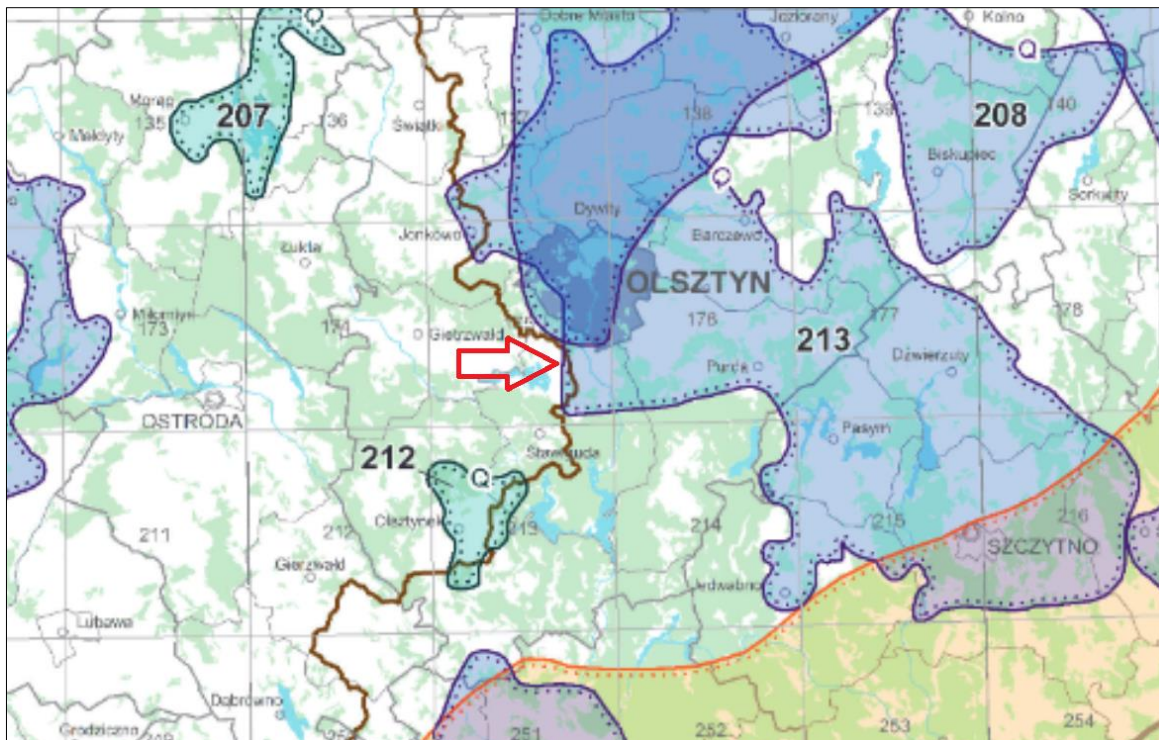 Dobre Miasto
Jeziorany
Kolno
Q
Q
Morąg
135
207
136
Świątki
137
138
139
208
140
Biskupiec
Sorkwity
Małdyty
Dywity
Barczewo
Q
Jonkowo
Łukta
OLSZTYN
Miłomłyn
173
174
Gietrzwałd
176
213
177
178
Purda
Dźwierzuty
OSTRÓDA
Pasym
Stawiguda
212
Q
211
212
Olsztynek
213
214
215
216
SZCZYTNO
Gierzwałd
Jedwabno
Lubawa
Dąbrówno
Grodziczno
251
252
253
254